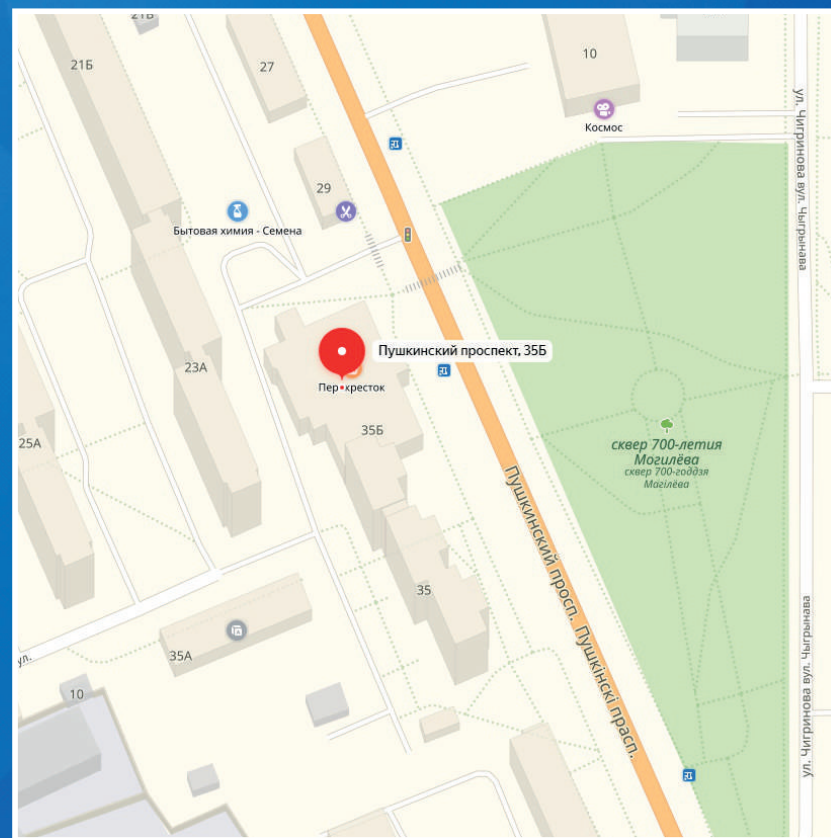 21Б
21Б
27
10
Космос
29
Бытовая химия - Семена
ул. Чигринова вул. Чыгрынава
Пушкинский проспект, 35Б
Перекресток
23А
35Б
25А
сквер 700-летия
Могилёва
сквер 700-годдзя
Магілёва
Пушкинский просп. Пушкінскі прасп.
35
35А
ул.
10
ул. Чигринова вул. Чыгрынава